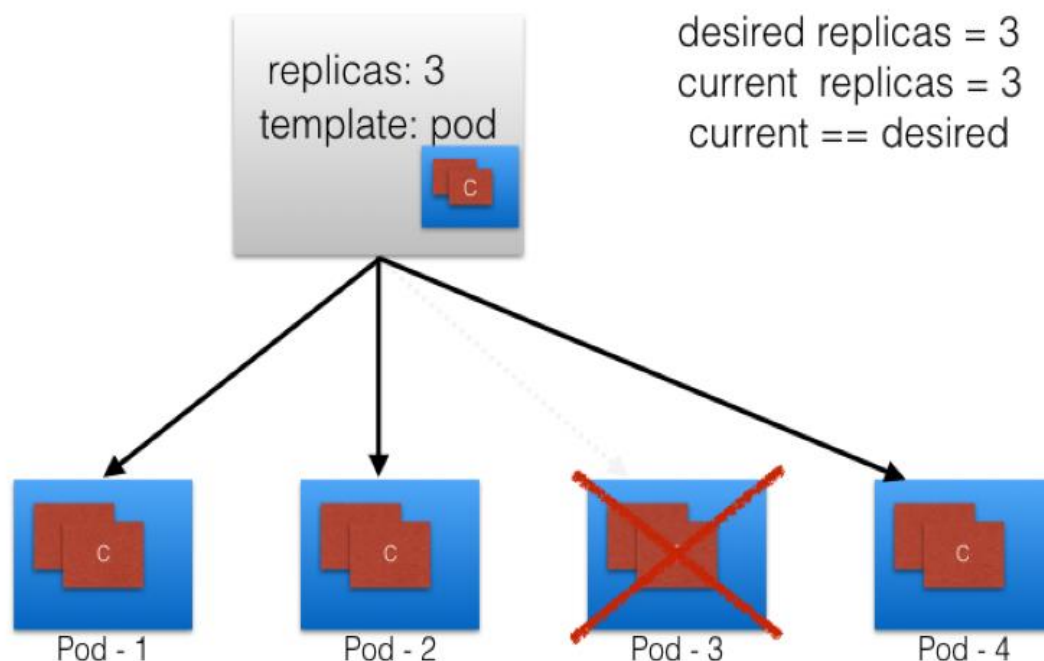 replicas: 3
template: pod
C
desired replicas = 3
current replicas = 3
current == desired
C
C
C
Pod - 1
Pod - 2
Pod - 3
Pod - 4